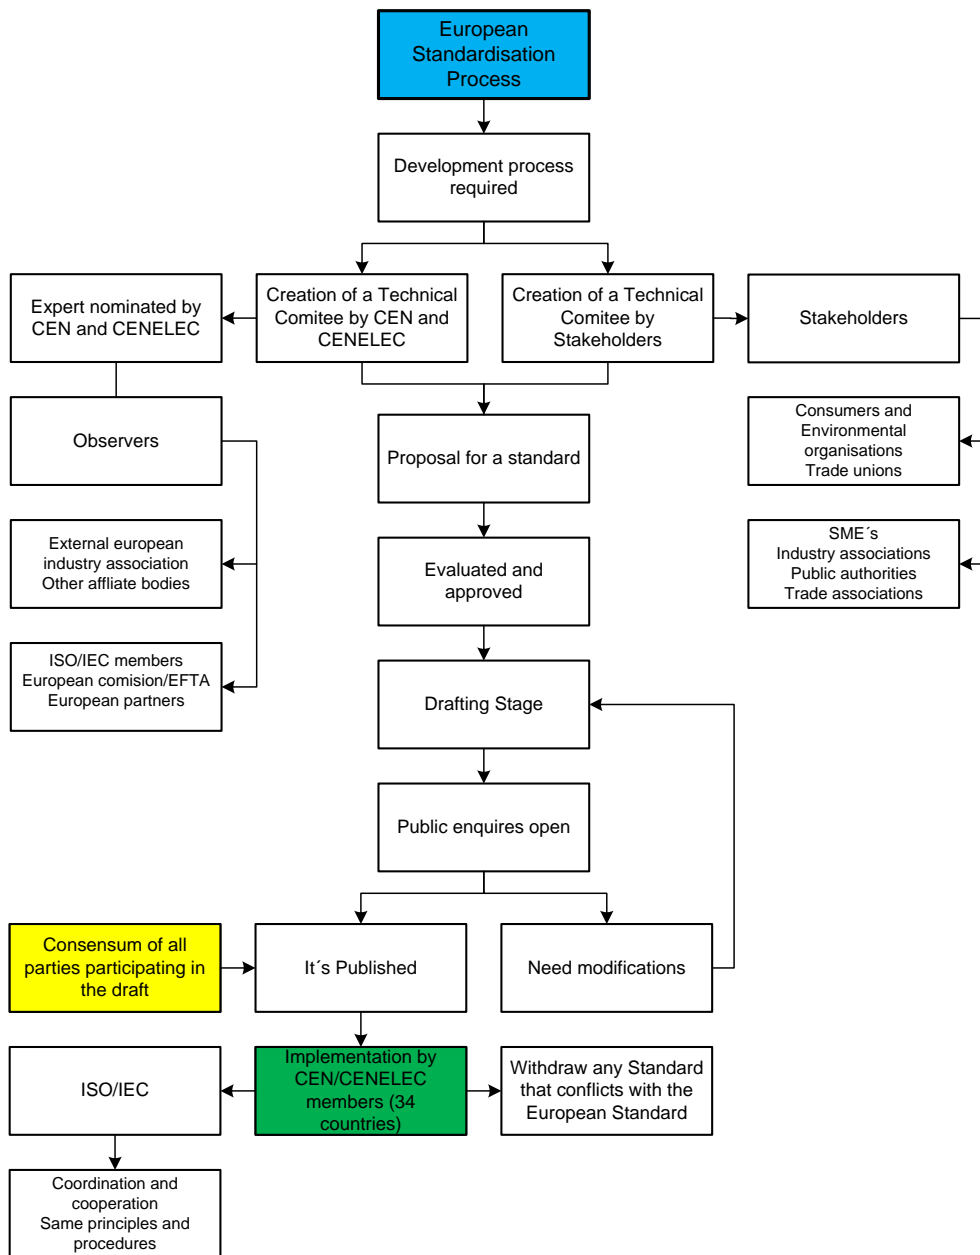 European
Standardisation
Process
Development process
required
Expert nominated by
CEN and CENELEC
Creation of a Technical
Comitee by CEN and
CENELEC
Creation of a Technical
Comitee by
Stakeholders
Stakeholders
Observers
Proposal for a standard
Consumers and
Environmental
organisations
Trade unions
External european
industry association
Other affliate bodies
Evaluated and
approved
SME´s
Industry associations
Public authorities
Trade associations
ISO/IEC members
European comision/EFTA
European partners
Drafting Stage
Public enquires open
Consensum of all
parties participating in
the draft
It´s Published
Need modifications
ISO/IEC
Implementation by
CEN/CENELEC
members (34
countries)
Withdraw any Standard
that conflicts with the
European Standard
Coordination and
cooperation
Same principles and
procedures